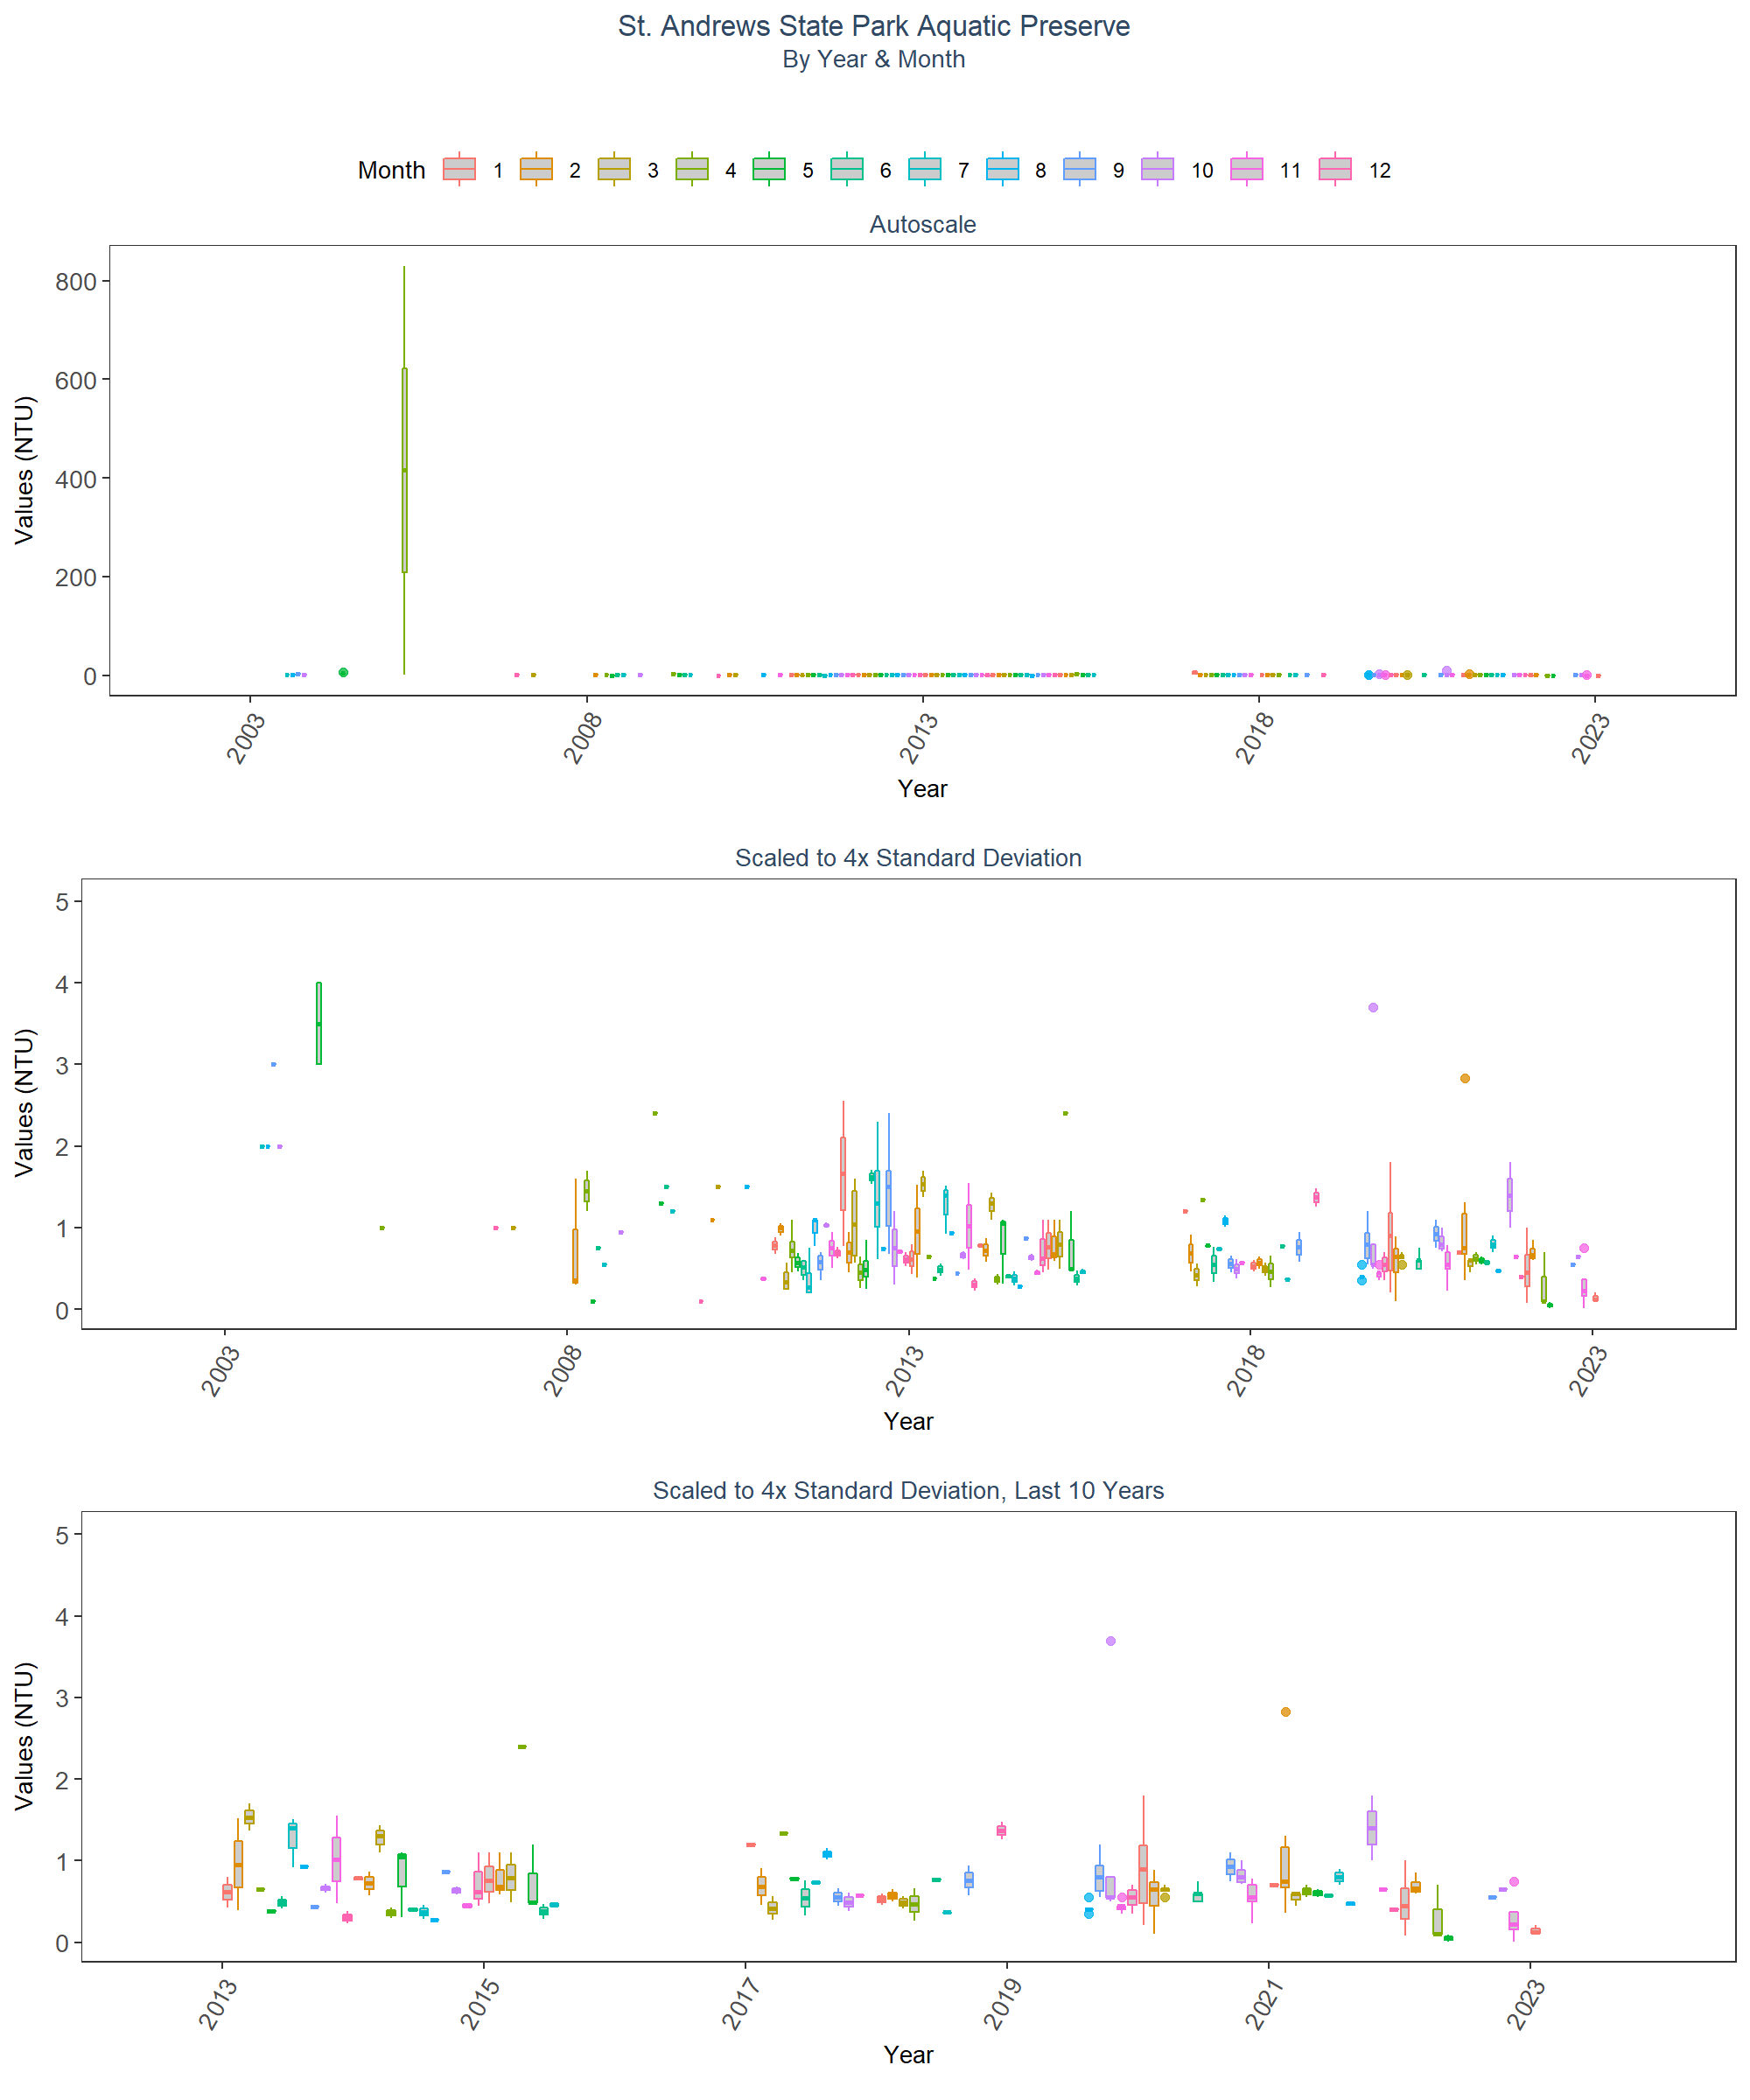 St. Andrews State Park Aquatic Preserve
By Year & Month
Month 1 2 3 4 5 6 7 8 9 10 11 12
Autoscale
Values (NTU)
800
600
400
200
0
2003 2008 2013 2018 2023
Year
Scaled to 4x Standard Deviation
Values (NTU)
5
4
3
2
1
0
2003 2008 2013 2018 2023
Year
Scaled to 4x Standard Deviation, Last 10 Years
Values (NTU)
5
4
3
2
1
0
2013 2015 2017 2019 2021 2023
Year